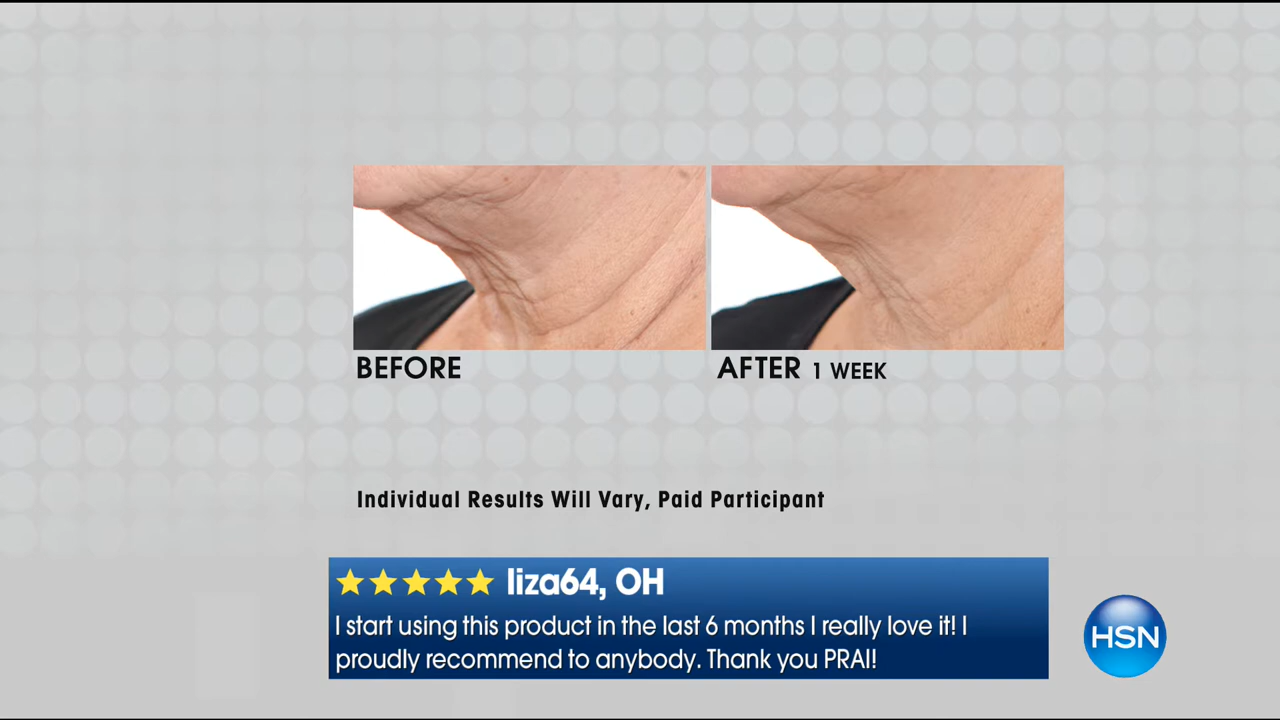 BEFORE
AFTER 1 WEEK
Individual Results Will Vary, Paid Participant
liza64, OH
I start using this product in the last 6 months I really love it! I
proudly recommend to anybody. Thank you PRAI!
HSN